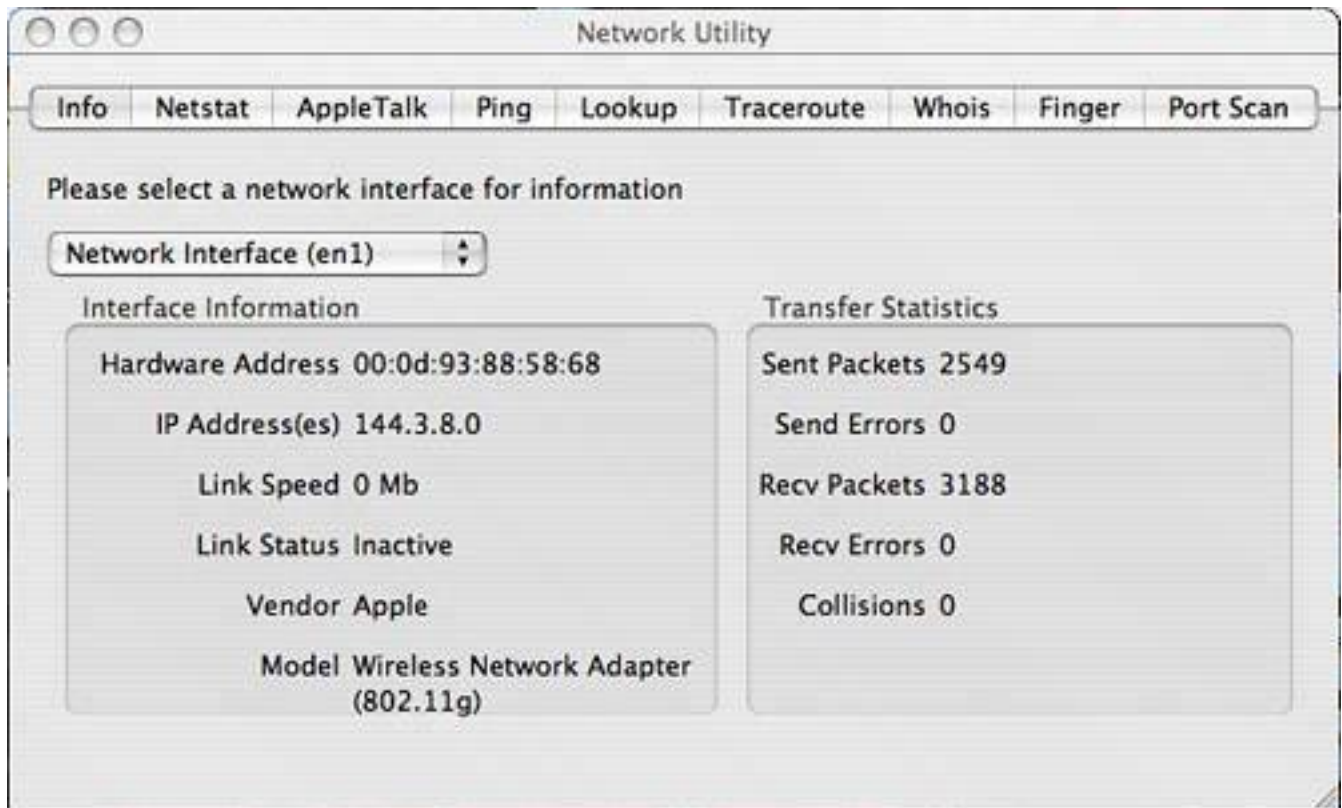 Network Utility
Info Netstat AppleTalk Ping Lookup Traceroute Whois Finger Port Scan
Please select a network interface for information
Network Interface (en1)
Interface Information
Hardware Address 00:0d:93:88:58:68
IP Address(es) 144.3.8.0
Link Speed 0 Mb
Link Status Inactive
Vendor Apple
Model Wireless Network Adapter
(802.11g)
Transfer Statistics
Sent Packets 2549
Send Errors 0
Recv Packets 3188
Recv Errors 0
Collisions 0